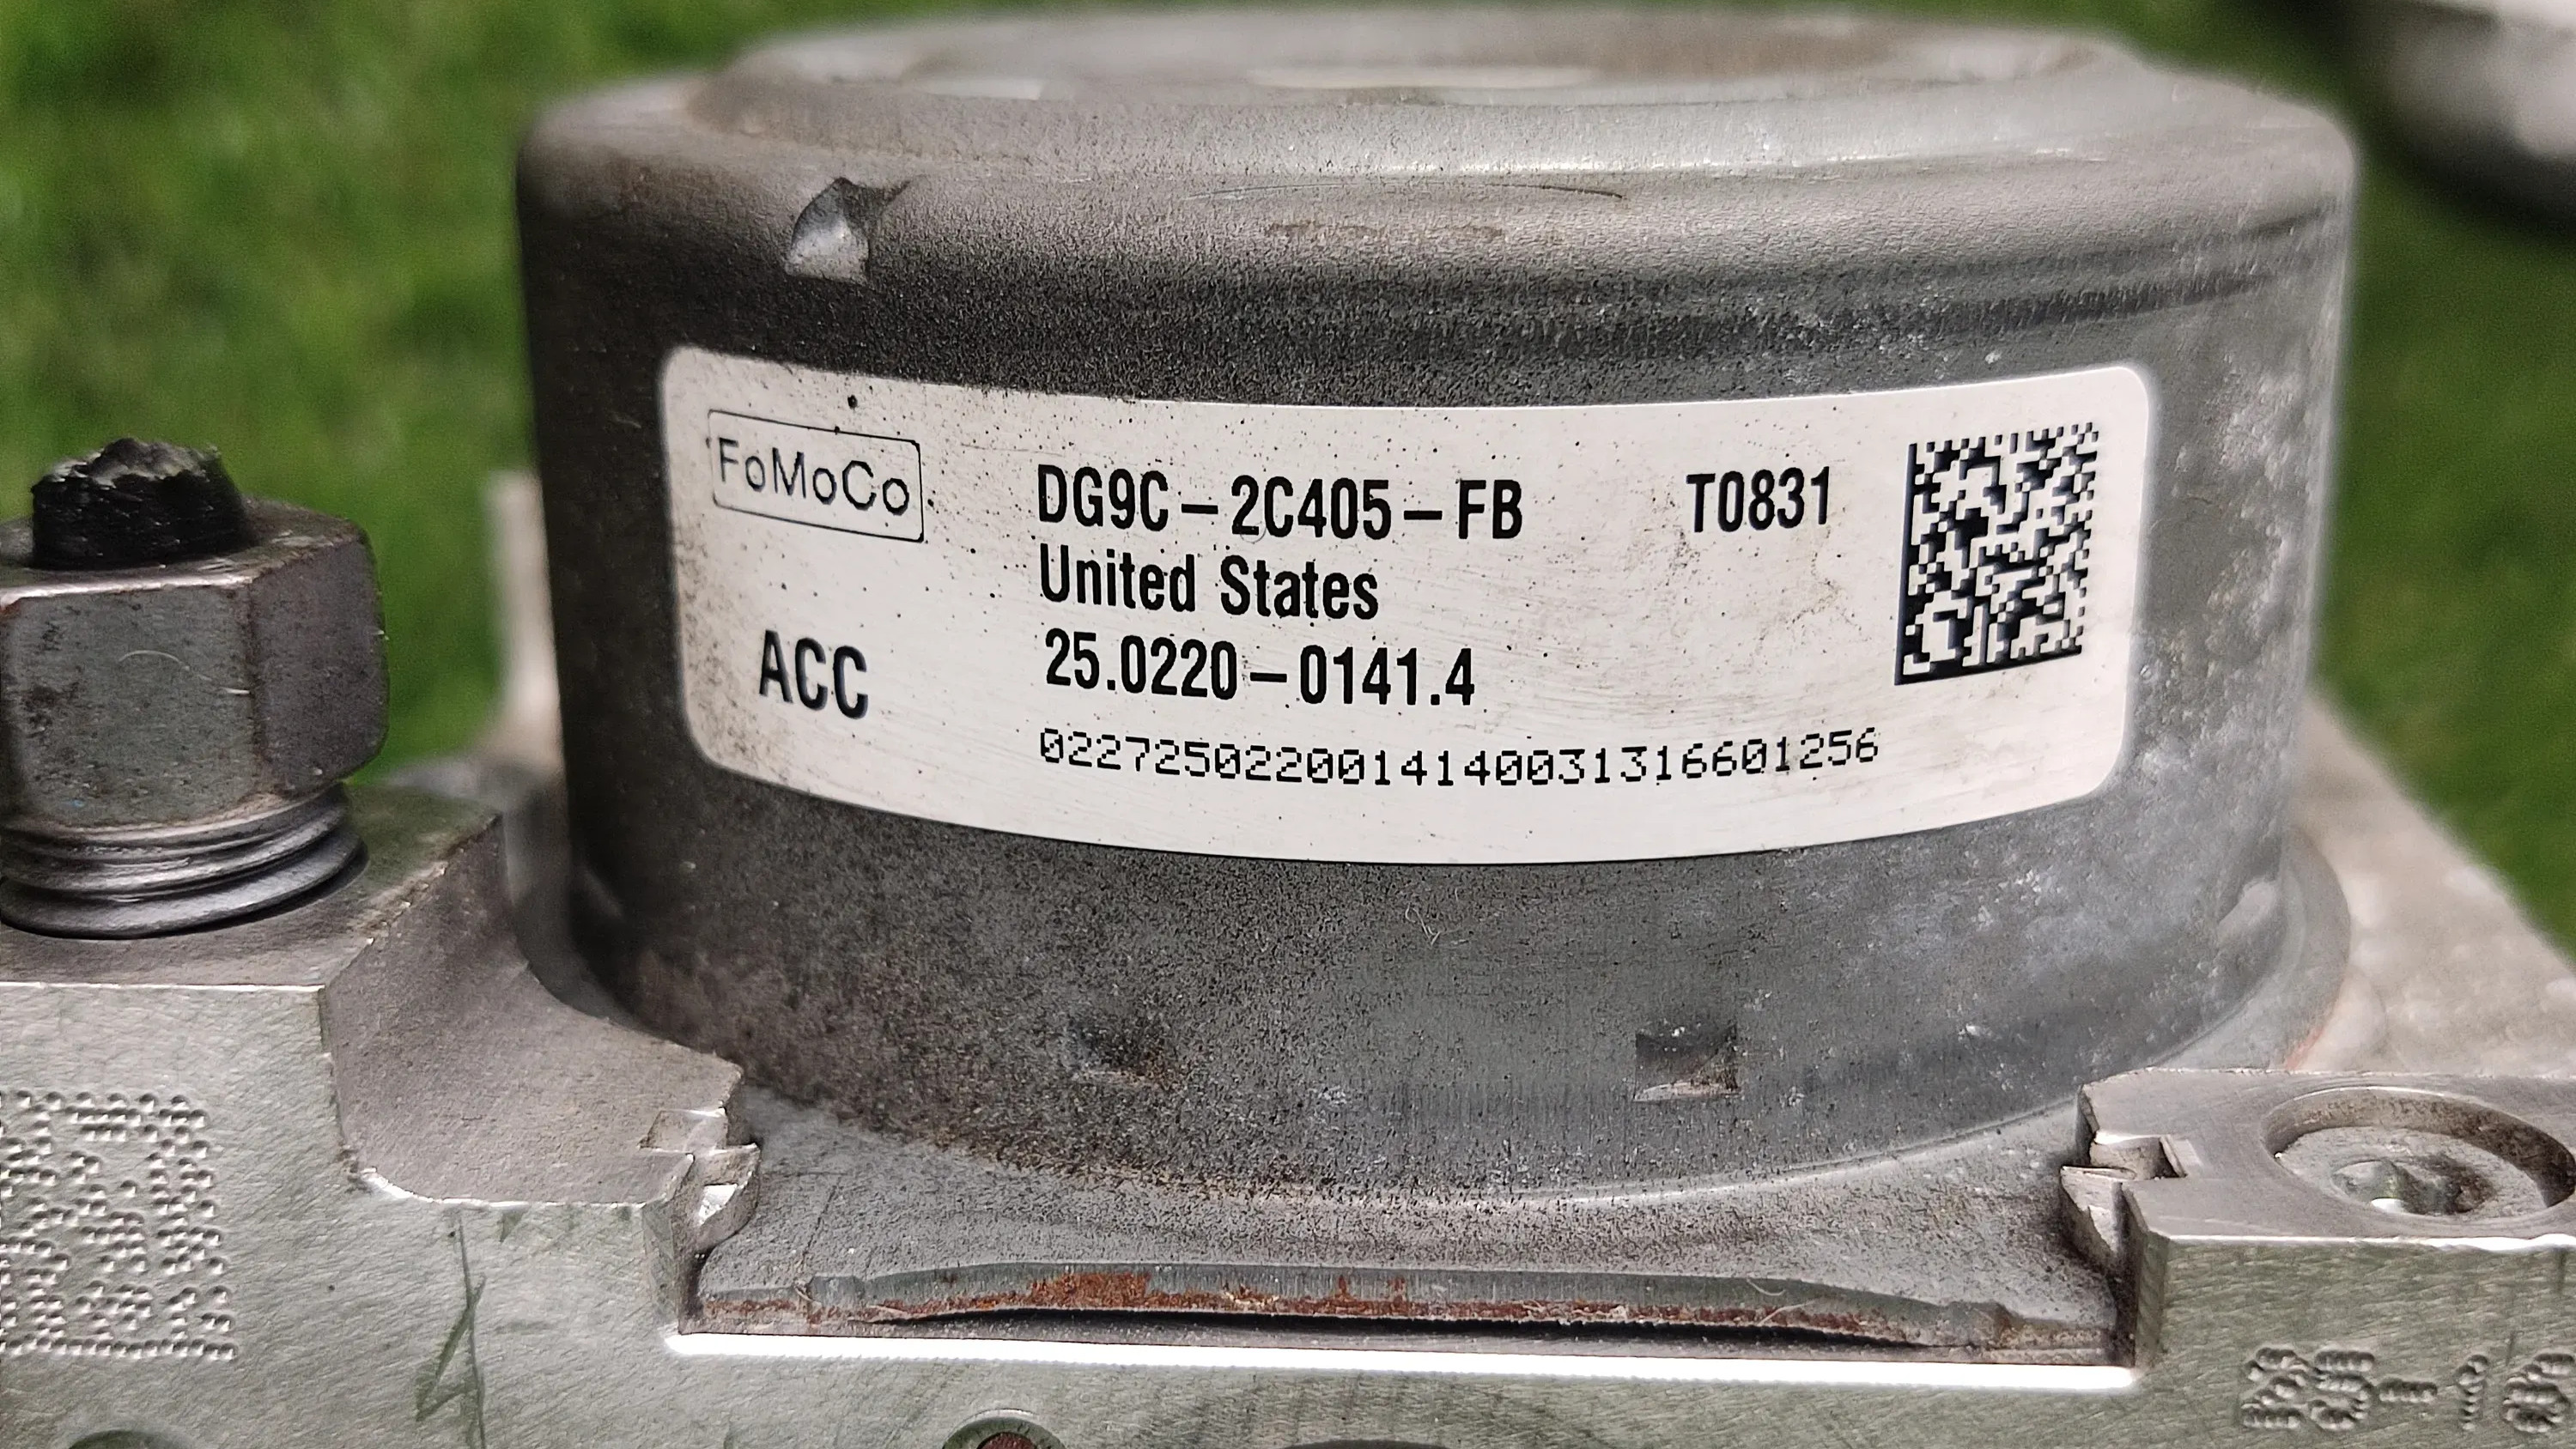 FoMoCo
DG9C-2C405-FB T0831
United States
ACC 25.0220-0141.4
0227250220014140031316601256